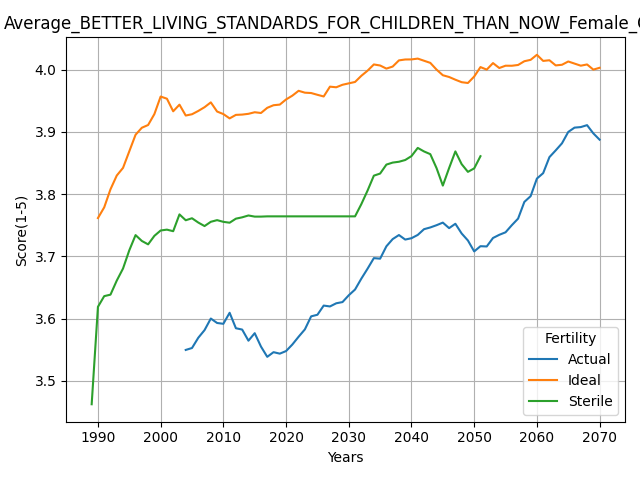 Average_BETTER_LIVING_STANDARDS_FOR_CHILDREN_THAN_NOW_Female_
4.0
3.9
3.8
3.7
3.6
3.5
Score(1-5)
Fertility
Actual
Ideal
Sterile
1990 2000 2010 2020 2030 2040 2050 2060 2070
Years